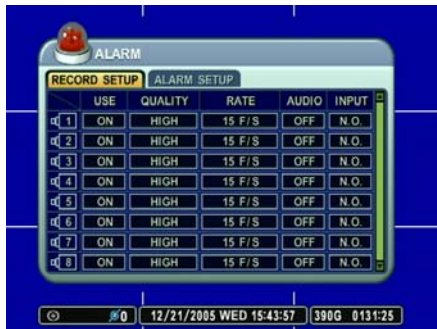 ALARM
RECORD SETUP ALARM SETUP
USE QUALITY RATE AUDIO INPUT
1 ON HIGH 15 F/S OFF N.O.
2 ON HIGH 15 F/S OFF N.O.
3 ON HIGH 15 F/S OFF N.O.
4 ON HIGH 15 F/S OFF N.O.
5 ON HIGH 15 F/S OFF N.O.
6 ON HIGH 15 F/S OFF N.O.
7 ON HIGH 15 F/S OFF N.O.
8 ON HIGH 15 F/S OFF N.O.
0 12/21/2005 WED 15:43:57 390G 0131:25